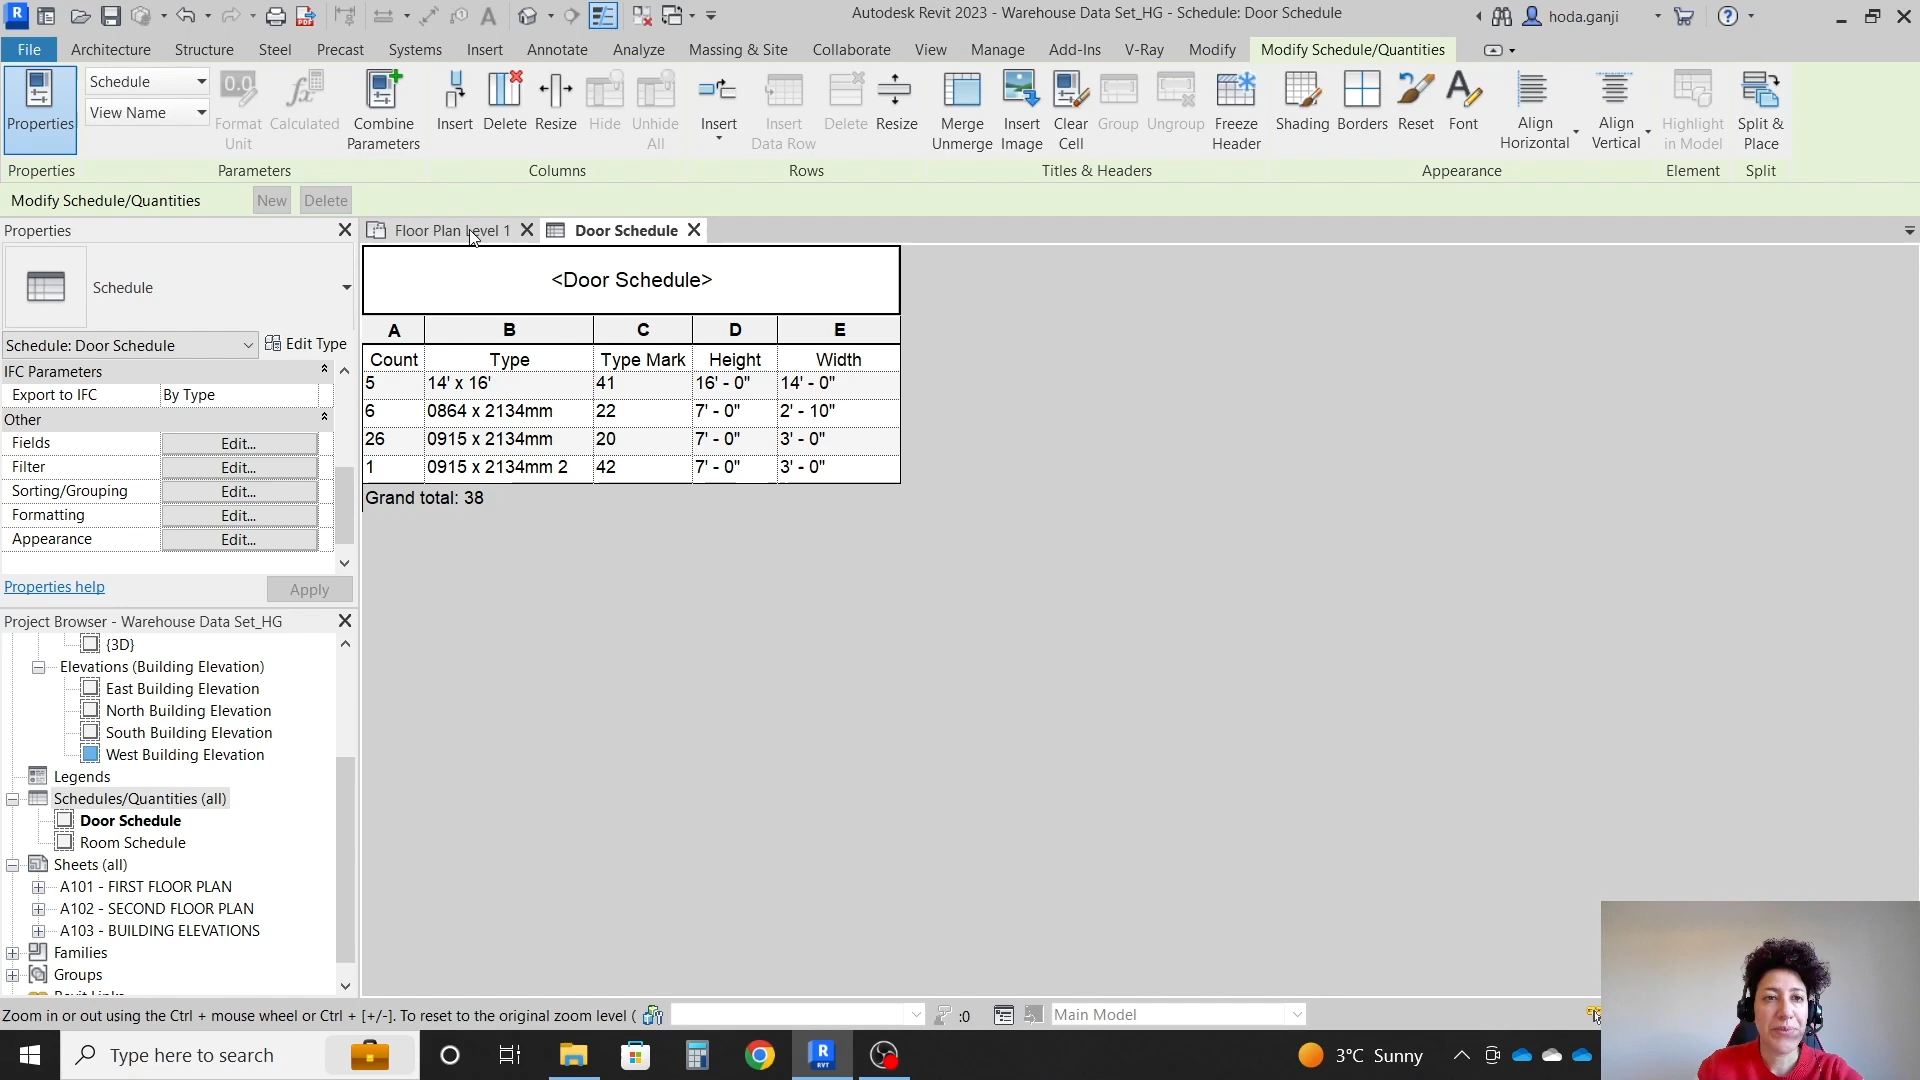 Autodesk Revit 2023 - Warehouse Data Set_HG - Schedule: Door Schedule
hoda.ganji
File Architecture Structure Steel Precast Systems Insert Annotate Analyze Massing & Site Collaborate View Manage Add-Ins V-Ray Modify Modify Schedule/Quantities
Properties
Schedule
View Name
Format Unit
Calculated
Combine Parameters
Insert Delete Resize Hide Unhide All
Insert
Insert Data Row
Delete Resize
Merge Unmerge
Insert Image
Clear Cell
Group Ungroup
Freeze Header
Shading Borders Reset Font
Align Horizontal
Align Vertical
Highlight in Model
Split & Place
Properties Parameters Columns Rows Titles & Headers Appearance Element Split
Modify Schedule/Quantities New Delete
Properties
Schedule
Schedule: Door Schedule Edit Type
IFC Parameters
Export to IFC By Type
Other
Fields Edit...
Filter Edit...
Sorting/Grouping Edit...
Formatting Edit...
Appearance Edit...
Properties help Apply
Project Browser - Warehouse Data Set_HG
{3D}
Elevations (Building Elevation)
East Building Elevation
North Building Elevation
South Building Elevation
West Building Elevation
Legends
Schedules/Quantities (all)
Door Schedule
Room Schedule
Sheets (all)
A101 - FIRST FLOOR PLAN
A102 - SECOND FLOOR PLAN
A103 - BUILDING ELEVATIONS
Families
Groups
Floor Plan Level 1 Door Schedule
<Door Schedule>
A B C D E
Count Type Type Mark Height Width
5 14' x 16' 41 16' - 0" 14' - 0"
6 0864 x 2134mm 22 7' - 0" 2' - 10"
26 0915 x 2134mm 20 7' - 0" 3' - 0"
1 0915 x 2134mm 2 42 7' - 0" 3' - 0"
Grand total: 38
Zoom in or out using the Ctrl + mouse wheel or Ctrl + [+/-]. To reset to the original zoom level (
:0
Main Model
Type here to search
3°C Sunny